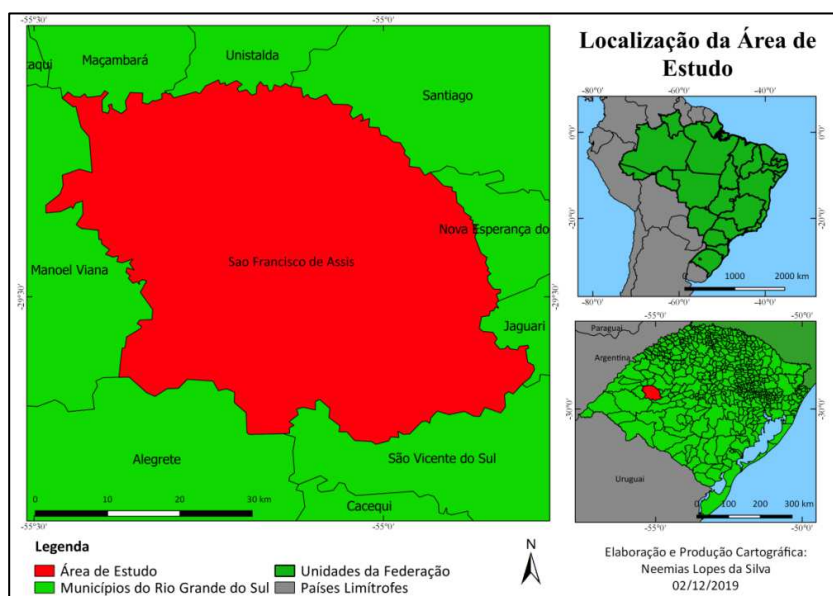 Localização da Área de
Estudo
-55°30'
-55°0'
Maçambará
Unistalda
Santiago
Nova Esperança do
Sao Francisco de Assis
Manoel Viana
-29°30'
-29°30'
Jaguari
Alegrete
São Vicente do Sul
Cacequi
0 10 20 30 km
-55°30'
-55°0'
-80°0'
-60°0'
-40°0'
0°0'
0°0'
-20°0'
-20°0'
0 1000 2000 km
-80°0'
-60°0'
-40°0'
-55°0'
-50°0'
Paraguai
Argentina
-30°0'
-30°0'
Uruguai
0 100 200 300 km
-55°0'
-50°0'
Legenda
Área de Estudo
Municípios do Rio Grande do Sul
Unidades da Federação
Países Limítrofes
N
Elaboração e Produção Cartográfica:
Neemias Lopes da Silva
02/12/2019